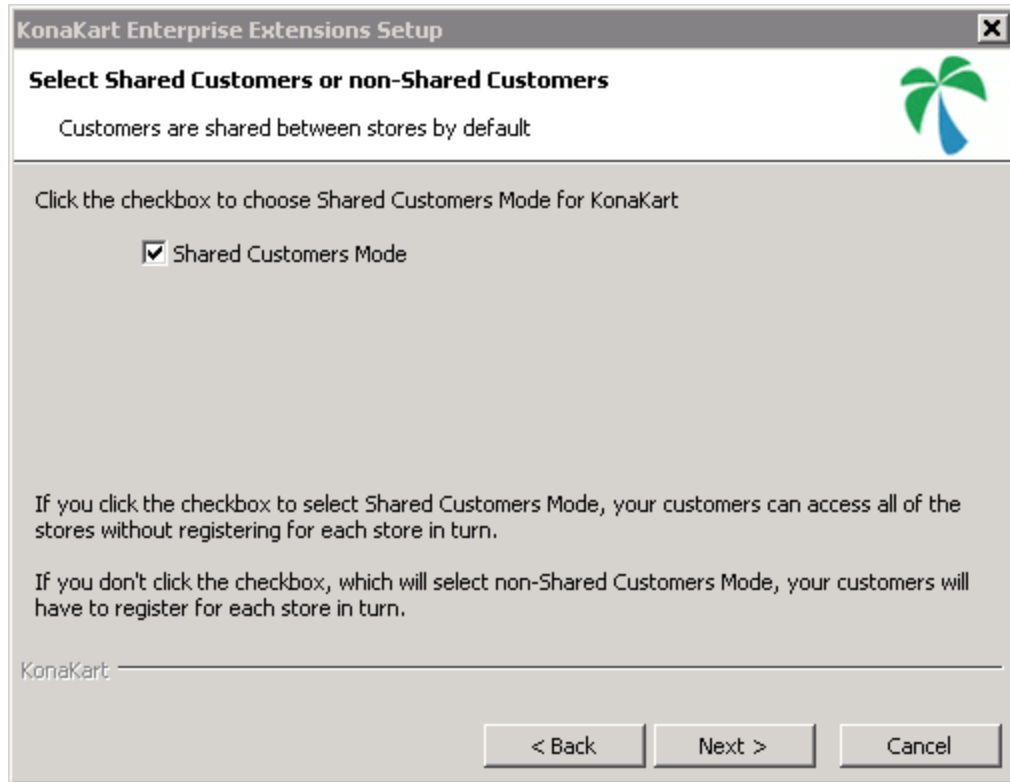 KonaKart Enterprise Extensions Setup
Select Shared Customers or non-Shared Customers
Customers are shared between stores by default
Click the checkbox to choose Shared Customers Mode for KonaKart
Shared Customers Mode
If you click the checkbox to select Shared Customers Mode, your customers can access all of the
stores without registering for each store in turn.
If you don't click the checkbox, which will select non-Shared Customers Mode, your customers will
have to register for each store in turn.
KonaKart
< Back Next > Cancel